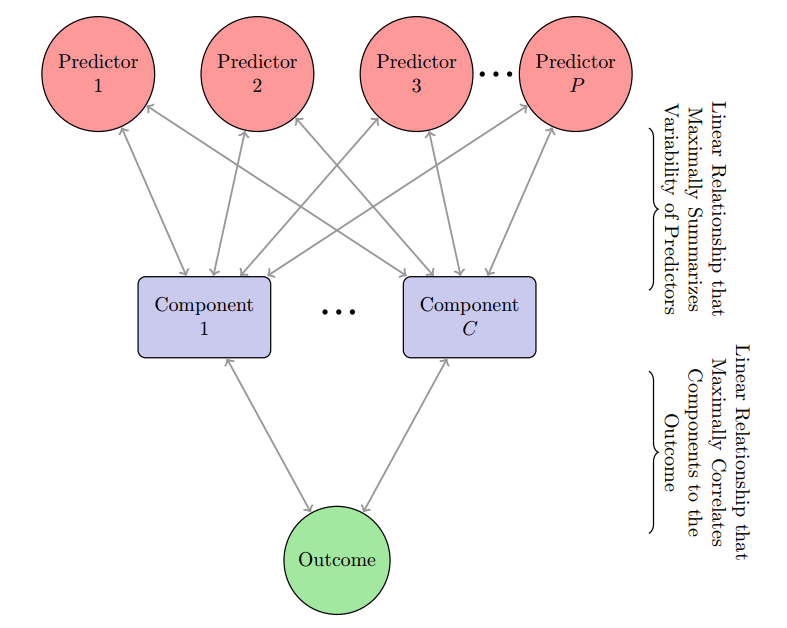 Predictor
1
Predictor
2
Predictor
3
...
Predictor
P
Linear Relationship that
Maximally Summarizes
Variability of Predictors
Component
1
...
Component
C
Linear Relationship that
Maximally Correlates
Components to the
Outcome
Outcome